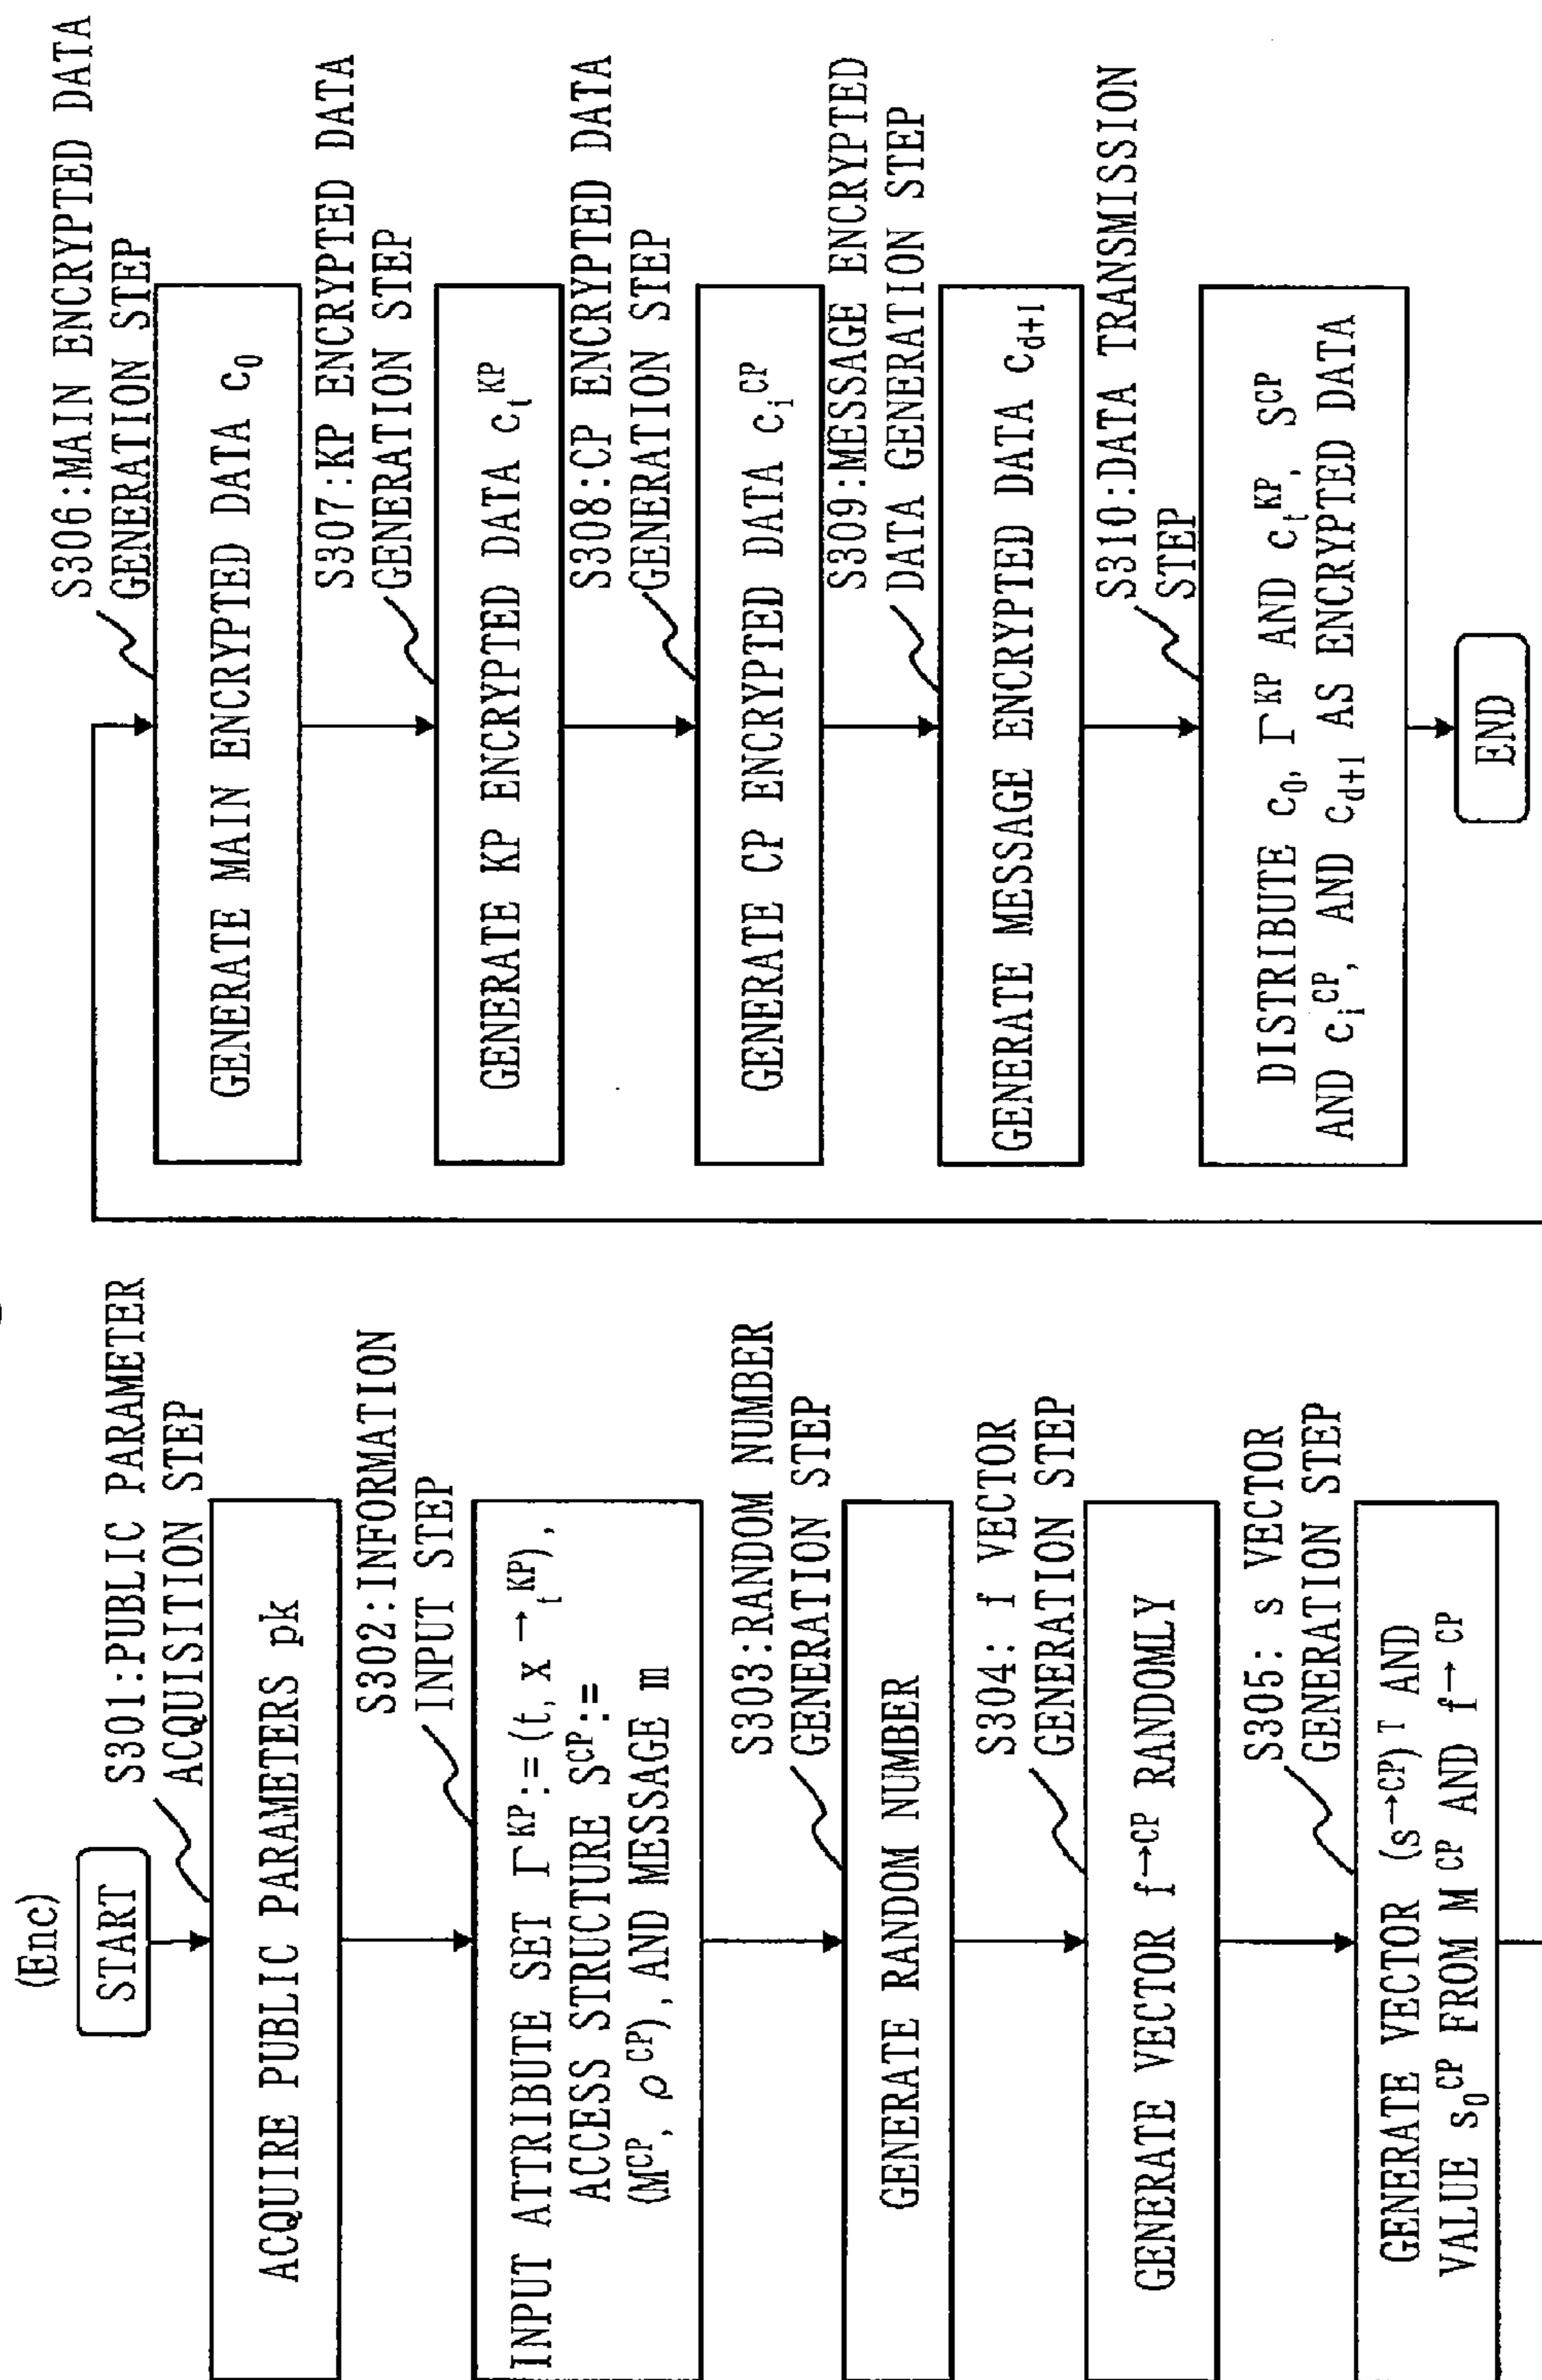 (Enc)
START
S301:PUBLIC PARAMETER
ACQUISITION STEP
ACQUIRE PUBLIC PARAMETERS pk
S302:INFORMATION
INPUT STEP
INPUT ATTRIBUTE SET Γ^KP:=(t, x→_t^KP),
ACCESS STRUCTURE S^CP:=
(M^CP, ρ^CP), AND MESSAGE m
S303:RANDOM NUMBER
GENERATION STEP
GENERATE RANDOM NUMBER
S304: f VECTOR
GENERATION STEP
GENERATE VECTOR f→^CP RANDOMLY
S305: s VECTOR
GENERATION STEP
GENERATE VECTOR (s→^CP)^T AND
VALUE s_0^CP FROM M^CP AND f→^CP
S306:MAIN ENCRYPTED DATA
GENERATION STEP
GENERATE MAIN ENCRYPTED DATA c_0
S307:KP ENCRYPTED DATA
GENERATION STEP
GENERATE KP ENCRYPTED DATA c_t^KP
S308:CP ENCRYPTED DATA
GENERATION STEP
GENERATE CP ENCRYPTED DATA c_i^CP
S309:MESSAGE ENCRYPTED
DATA GENERATION STEP
GENERATE MESSAGE ENCRYPTED DATA c_d+1
S310:DATA TRANSMISSION
STEP
DISTRIBUTE c_0, Γ^KP AND c_t^KP, S^CP
AND c_i^CP, AND c_d+1 AS ENCRYPTED DATA
END